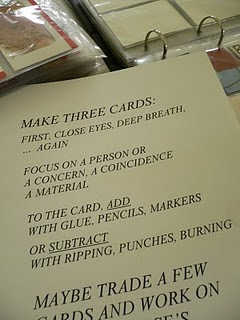 MAKE THREE CARDS:
FIRST, CLOSE EYES, DEEP BREATH,
... AGAIN
FOCUS ON A PERSON OR
A CONCERN, A COINCIDENCE
A MATERIAL
TO THE CARD, ADD
WITH GLUE, PENCILS, MARKERS
OR SUBTRACT
WITH RIPPING, PUNCHES, BURNING
MAYBE TRADE A FEW
CARDS AND WORK ON